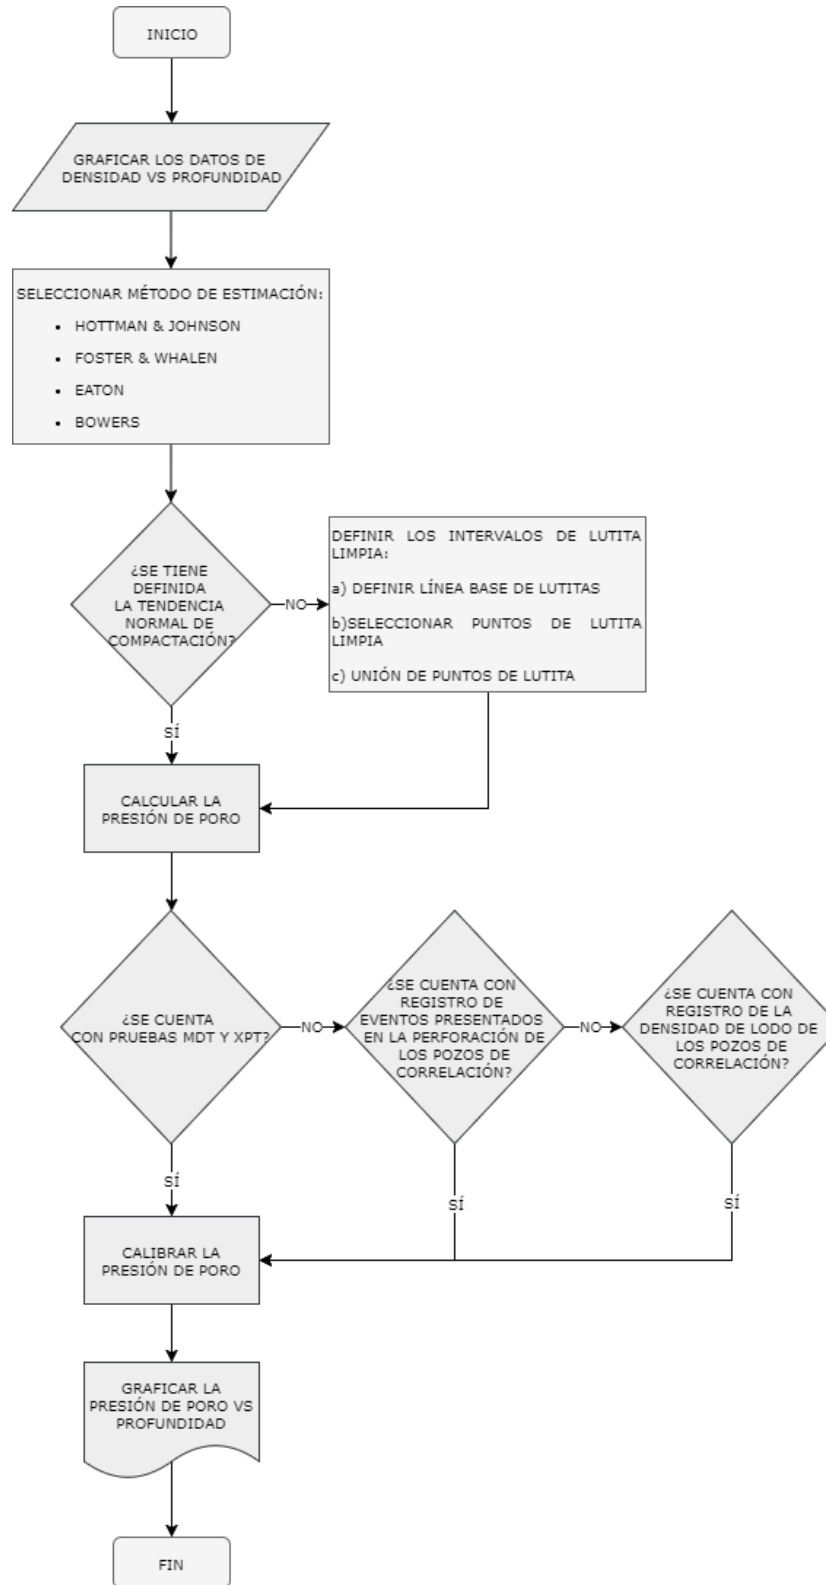 INICIO
GRAFICAR LOS DATOS DE
DENSIDAD VS PROFUNDIDAD
SELECCIONAR MÉTODO DE ESTIMACIÓN:
• HOTTMAN & JOHNSON
• FOSTER & WHALEN
• EATON
• BOWERS
¿SE TIENE
DEFINIDA
LA TENDENCIA
NORMAL DE
COMPACTACIÓN?
NO
DEFINIR LOS INTERVALOS DE LUTITA
LIMPIA:
a) DEFINIR LÍNEA BASE DE LUTITAS
b)SELECCIONAR PUNTOS DE LUTITA
LIMPIA
c) UNIÓN DE PUNTOS DE LUTITA
SÍ
CALCULAR LA
PRESIÓN DE PORO
¿SE CUENTA
CON PRUEBAS MDT Y XPT?
NO
¿SE CUENTA CON
REGISTRO DE
EVENTOS PRESENTADOS
EN LA PERFORACIÓN DE
LOS POZOS DE
CORRELACIÓN?
NO
¿SE CUENTA CON
REGISTRO DE LA
DENSIDAD DE LODO DE
LOS POZOS DE
CORRELACIÓN?
SÍ
SÍ
SÍ
CALIBRAR LA
PRESIÓN DE PORO
GRAFICAR LA
PRESIÓN DE PORO VS
PROFUNDIDAD
FIN